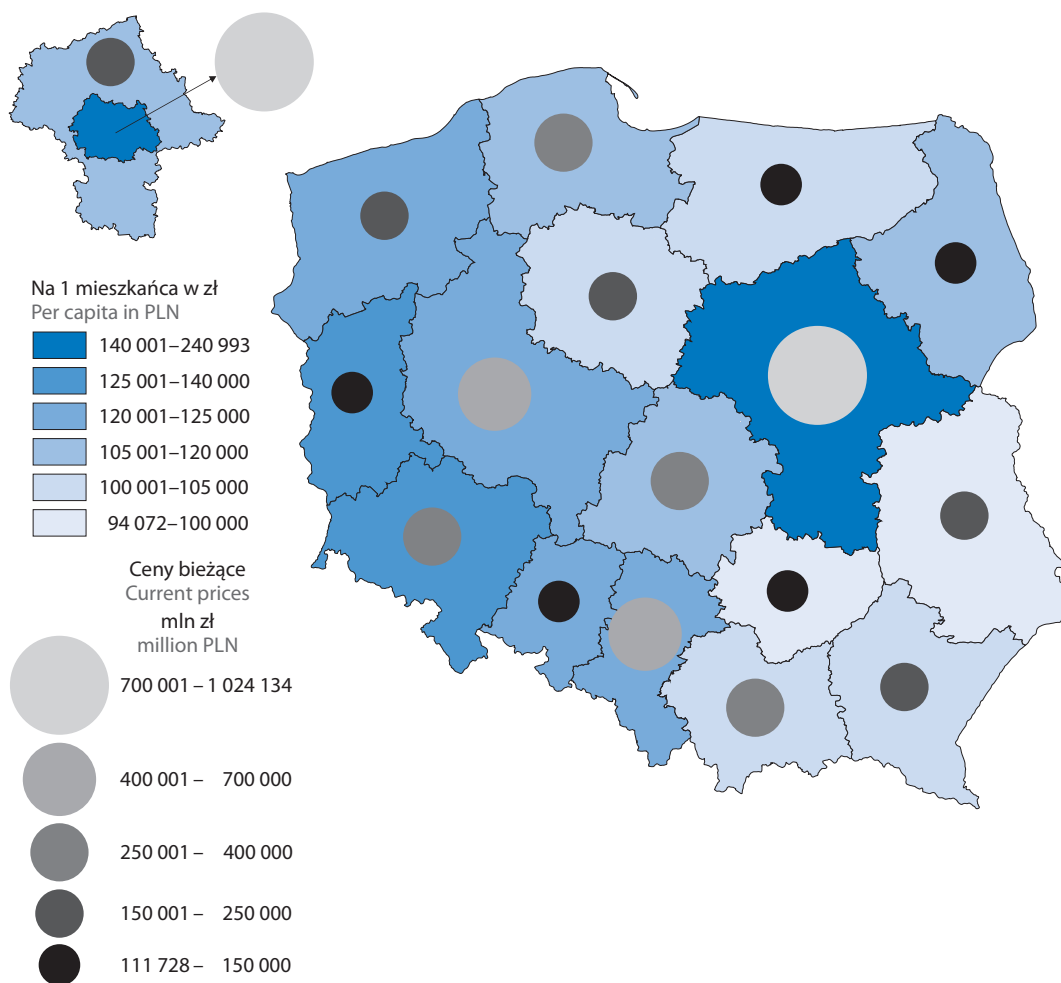 Na 1 mieszkańca w zł
Per capita in PLN
140 001–240 993
125 001–140 000
120 001–125 000
105 001–120 000
100 001–105 000
94 072–100 000
Ceny bieżące
Current prices
mln zł
million PLN
700 001 – 1 024 134
400 001 – 700 000
250 001 – 400 000
150 001 – 250 000
111 728 – 150 000